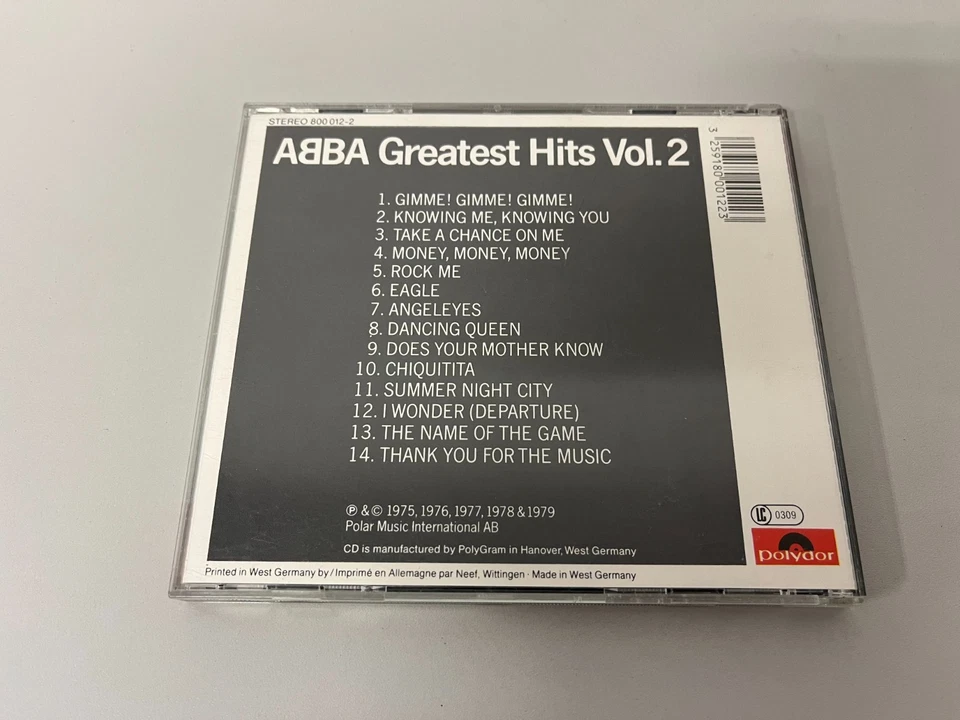 STEREO 800 012-2
ABBA Greatest Hits Vol. 2
1. GIMME! GIMME! GIMME!
2. KNOWING ME, KNOWING YOU
3. TAKE A CHANCE ON ME
4. MONEY, MONEY, MONEY
5. ROCK ME
6. EAGLE
7. ANGELEYES
8. DANCING QUEEN
9. DOES YOUR MOTHER KNOW
10. CHIQUITITA
11. SUMMER NIGHT CITY
12. I WONDER (DEPARTURE)
13. THE NAME OF THE GAME
14. THANK YOU FOR THE MUSIC
℗ & © 1975, 1976, 1977, 1978 & 1979
Polar Music International AB
CD is manufactured by PolyGram in Hanover, West Germany
Printed in West Germany by / Imprimé en Allemagne par Neef, Wittingen · Made in West Germany
3 259180 001223
LC 0309
polydor